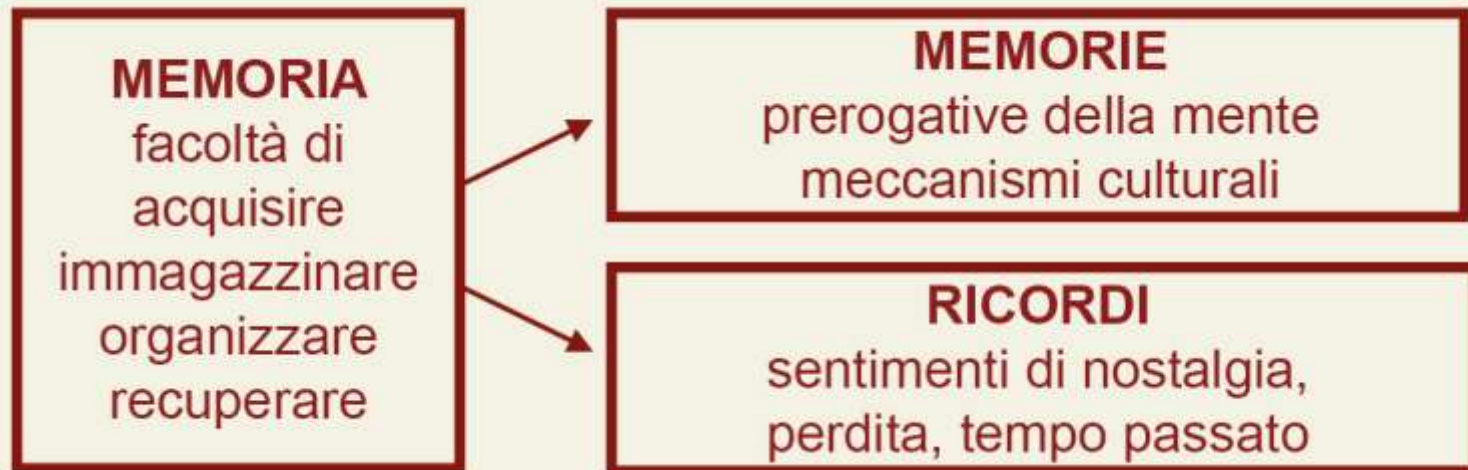 MEMORIA
facoltà di
acquisire
immagazzinare
organizzare
recuperare
MEMORIE
prerogative della mente
meccanismi culturali
RICORDI
sentimenti di nostalgia,
perdita, tempo passato